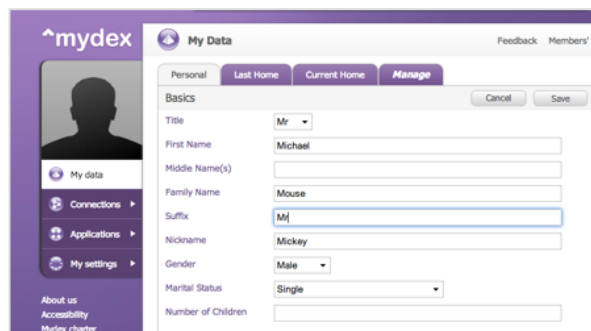 ^mydex
My Data
Feedback Members'
Personal Last Home Current Home Manage
Basics Cancel Save
Title Mr
First Name Michael
Middle Name(s)
Family Name Mouse
Suffix Mr
Nickname Mickey
Gender Male
Marital Status Single
Number of Children
My data
Connections
Applications
My settings
About us
Accessibility
Mydex charter